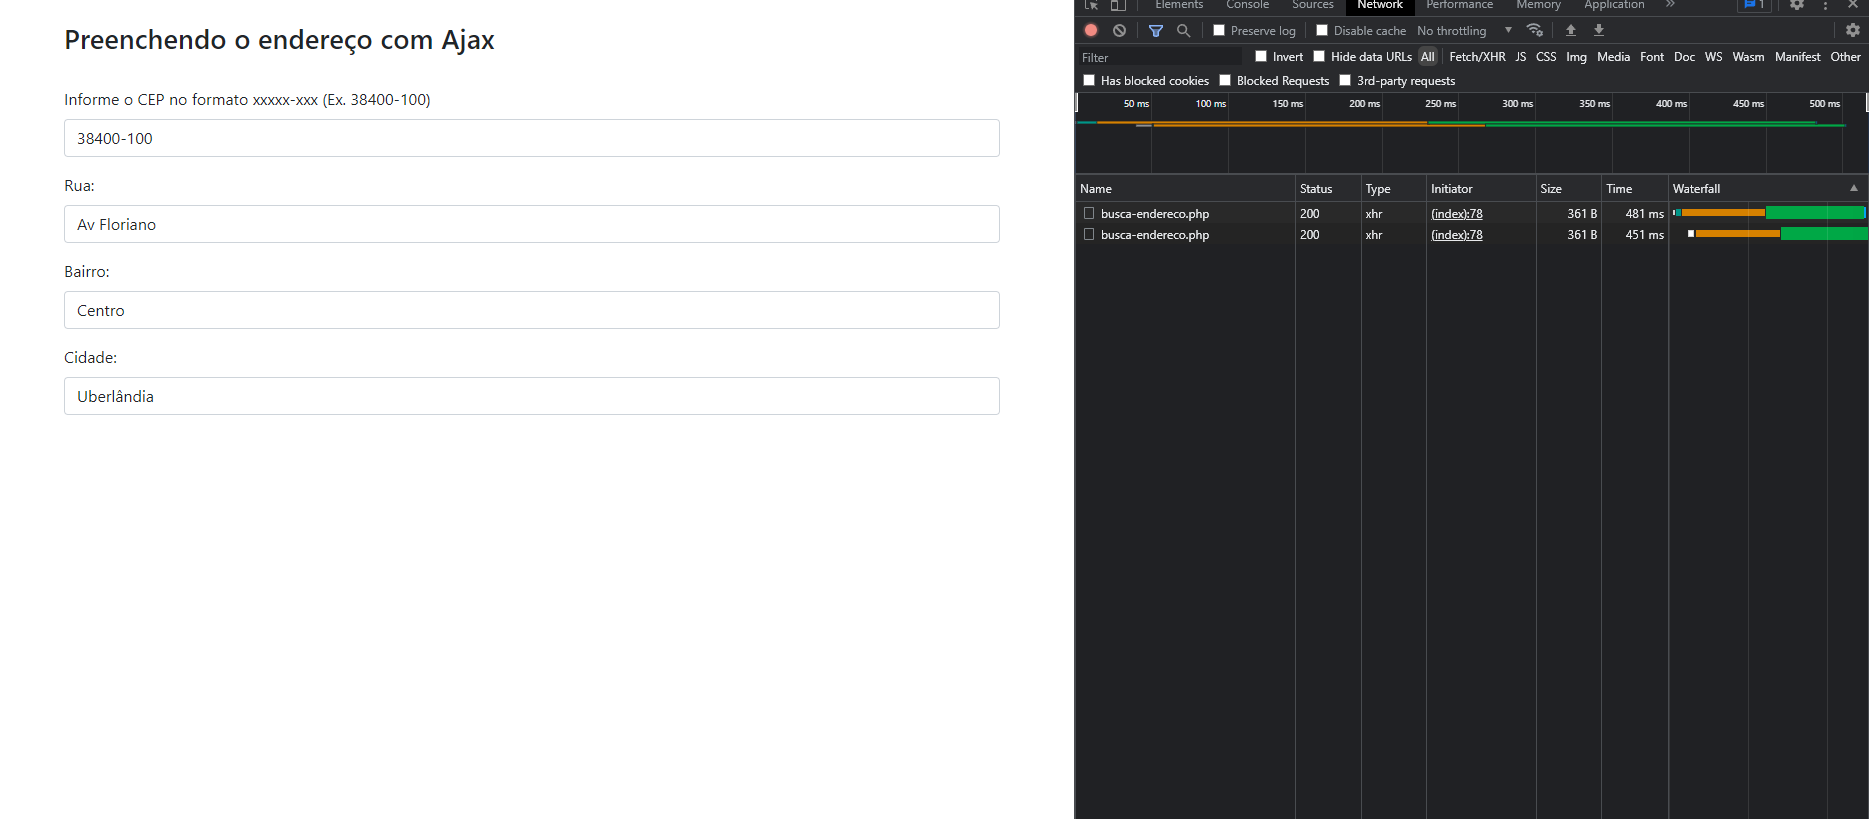 Preenchendo o endereço com Ajax
Informe o CEP no formato xxxxx-xxx (Ex. 38400-100)
38400-100
Rua:
Av Floriano
Bairro:
Centro
Cidade:
Uberlândia
Elements Console Sources Network Performance Memory Application » 1
Preserve log Disable cache No throttling
Filter Invert Hide data URLs All Fetch/XHR JS CSS Img Media Font Doc WS Wasm Manifest Other
Has blocked cookies Blocked Requests 3rd-party requests
50 ms 100 ms 150 ms 200 ms 250 ms 300 ms 350 ms 400 ms 450 ms 500 ms
Name Status Type Initiator Size Time Waterfall
busca-endereco.php 200 xhr (index):78 361 B 481 ms
busca-endereco.php 200 xhr (index):78 361 B 451 ms